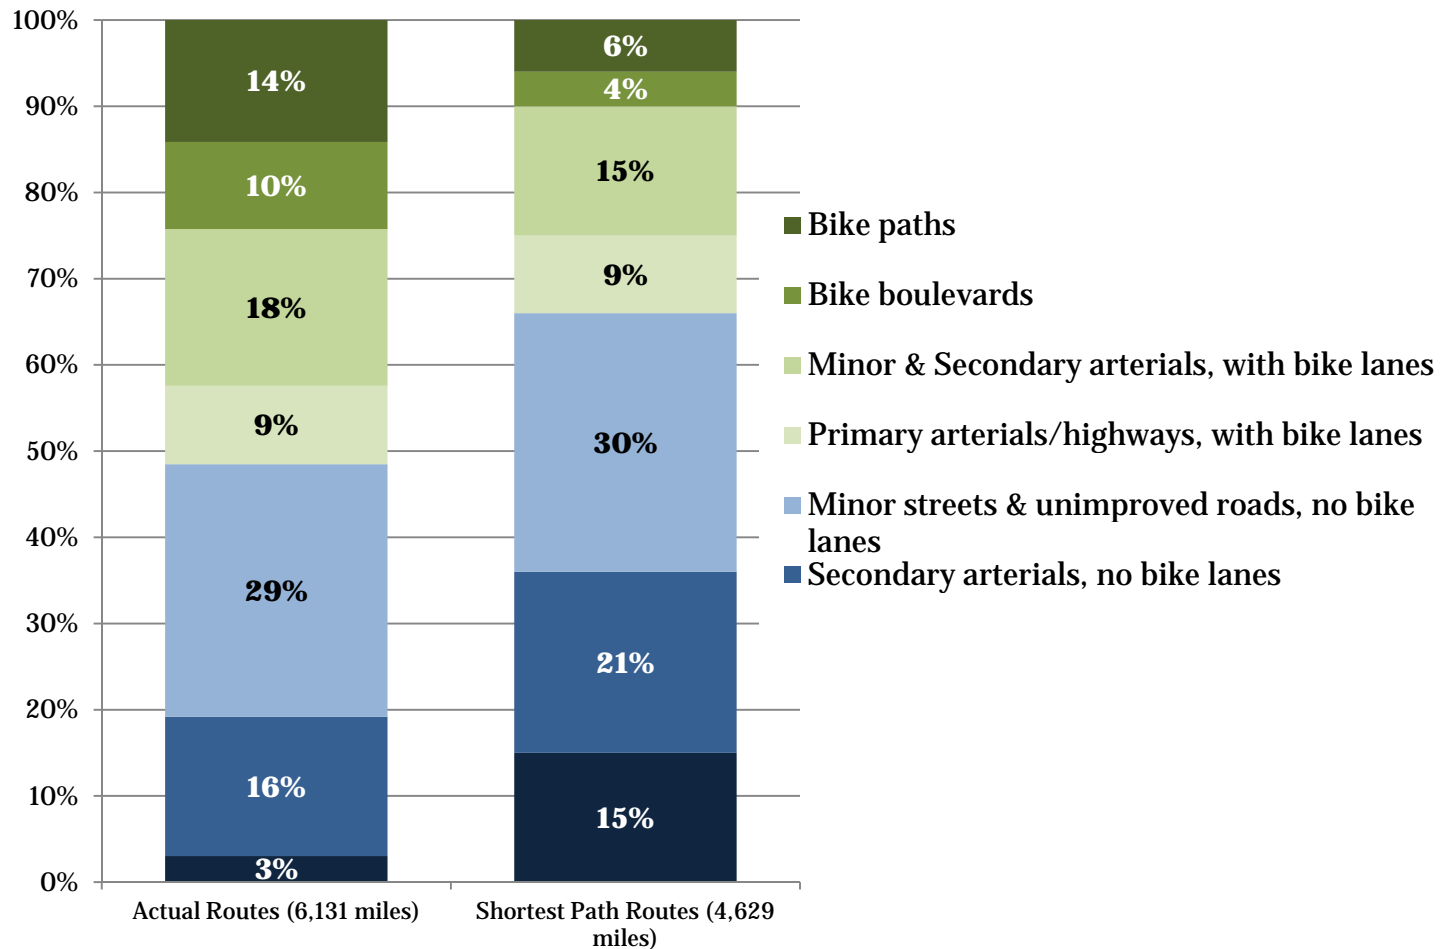 100%
90%
80%
70%
60%
50%
40%
30%
20%
10%
0%
14%
10%
18%
9%
29%
16%
3%
6%
4%
15%
9%
30%
21%
15%
Actual Routes (6,131 miles)
Shortest Path Routes (4,629
miles)
Bike paths
Bike boulevards
Minor & Secondary arterials, with bike lanes
Primary arterials/highways, with bike lanes
Minor streets & unimproved roads, no bike
lanes
Secondary arterials, no bike lanes